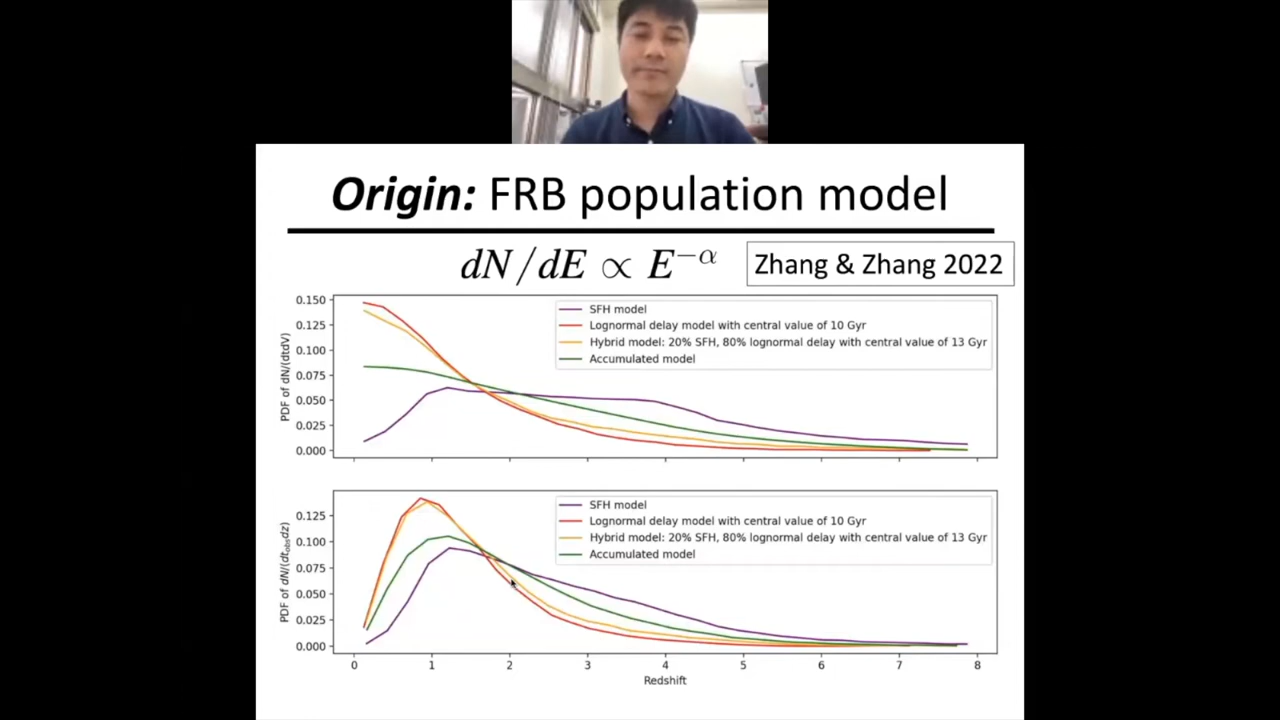 Origin: FRB population model
dN/dE ∝ E^{-α}
Zhang & Zhang 2022
PDF of dN/(dtdV)
0.150
0.125
0.100
0.075
0.050
0.025
0.000
SFH model
Lognormal delay model with central value of 10 Gyr
Hybrid model: 20% SFH, 80% lognormal delay with central value of 13 Gyr
Accumulated model
PDF of dN/(dt_{obs}dz)
0.125
0.100
0.075
0.050
0.025
0.000
SFH model
Lognormal delay model with central value of 10 Gyr
Hybrid model: 20% SFH, 80% lognormal delay with central value of 13 Gyr
Accumulated model
0 1 2 3 4 5 6 7 8
Redshift